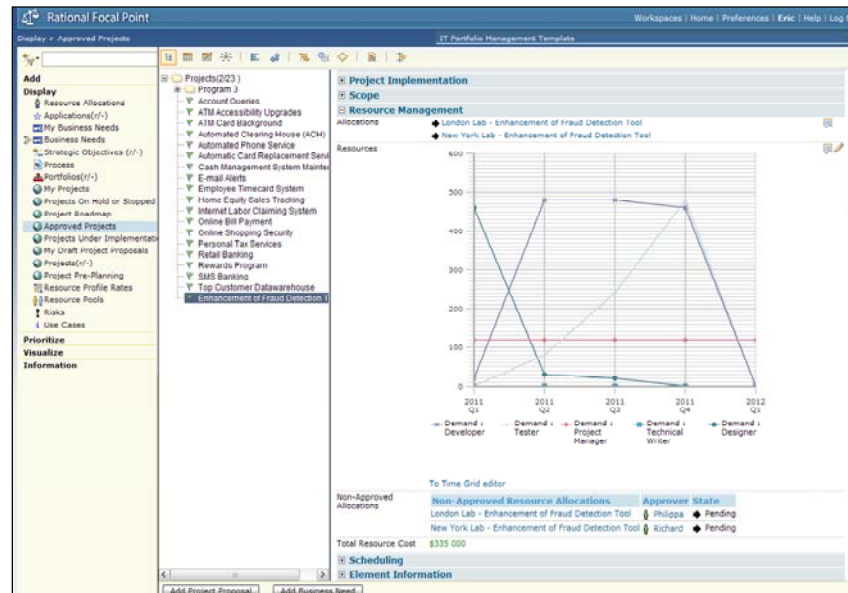 Rational Focal Point
Workspaces | Home | Preferences | Eric | Help | Log
Display > Approved Projects
IT Portfolio Management Template
Add
Display
Resource Allocations
Applications(r/-)
My Business Needs
Business Needs
Strategic Objectives (r/-)
Process
Portfolios(r/-)
My Projects
Projects On Hold or Stopped
Project Roadmap
Approved Projects
Projects Under Implementati
My Draft Project Proposals
Projects(r/-)
Project Pre-Planning
Resource Profile Rates
Resource Pools
Risks
Use Cases
Prioritize
Visualize
Information
Projects(2/23 )
Program 3
Account Queries
ATM Accessibility Upgrades
ATM Card Background
Automated Clearing House (ACH)
Automated Phone Service
Automatic Card Replacement Servi
Cash Management System Mainte
E-mail Alerts
Employee Timecard System
Home Equity Sales Tracking
Internet Labor Claiming System
Online Bill Payment
Online Shopping Security
Personal Tax Services
Retail Banking
Rewards Program
SMS Banking
Top Customer Datawarehouse
Enhancement of Fraud Detection T
Project Implementation
Scope
Resource Management
Allocations
London Lab - Enhancement of Fraud Detection Tool
New York Lab - Enhancement of Fraud Detection Tool
Resources
600
500
400
300
200
100
0
2011 Q1
2011 Q2
2011 Q3
2011 Q4
2012 Q1
Demand : Developer
Demand : Tester
Demand : Project Manager
Demand : Technical Writer
Demand : Designer
To Time Grid editor
Non-Approved Allocations
Non-Approved Resource Allocations Approver State
London Lab - Enhancement of Fraud Detection Tool Philippa Pending
New York Lab - Enhancement of Fraud Detection Tool Richard Pending
Total Resource Cost $335 000
Scheduling
Element Information
Add Project Proposal Add Business Need